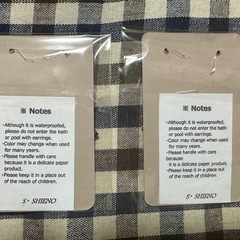 ※ Notes
・Although it is waterproofed,
please do not enter the bath
or pool with earrings.
・Color may change when used
for many years.
・Please handle with care
because
it is a delicate paper
product.
・Please keep it in a place out
of the reach of children.
S・SHIENO
※ Notes
・Although it is waterproofed,
please do not enter the bath
or pool with earrings.
・Color may change when used
for many years.
・Please handle with care
because
it is a delicate paper
product.
・Please keep it in a place out
of the reach of children.
S・SHIENO